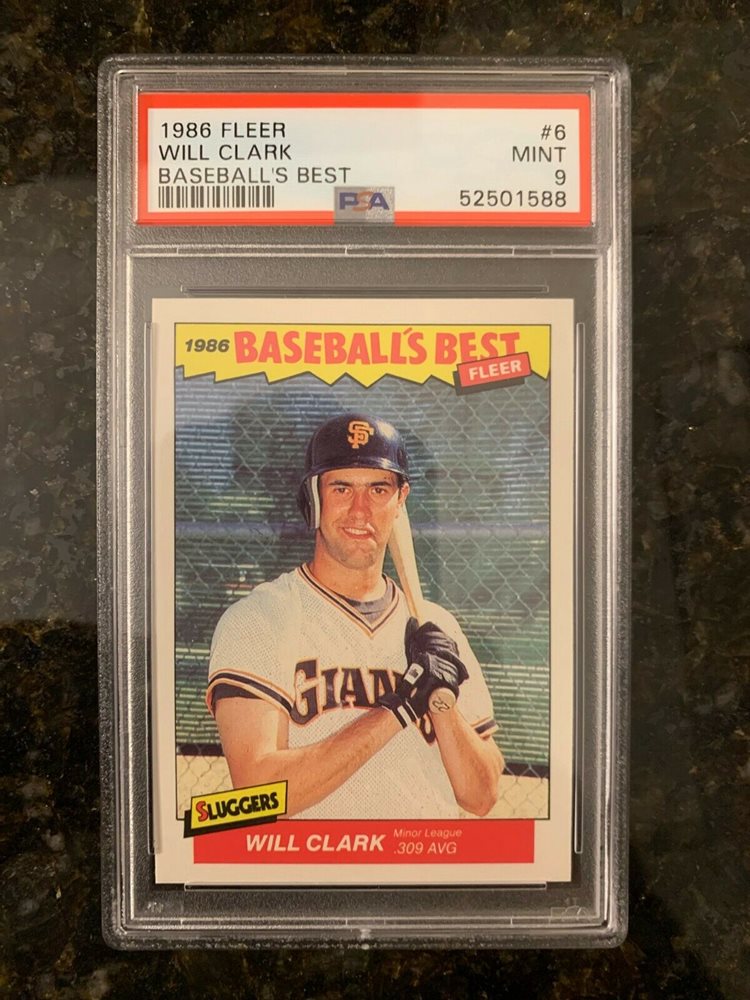 1986 FLEER #6
WILL CLARK MINT
BASEBALL'S BEST 9
PSA 52501588
1986 BASEBALL'S BEST
FLEER
SF
GIAN
SLUGGERS
WILL CLARK Minor League
.309 AVG